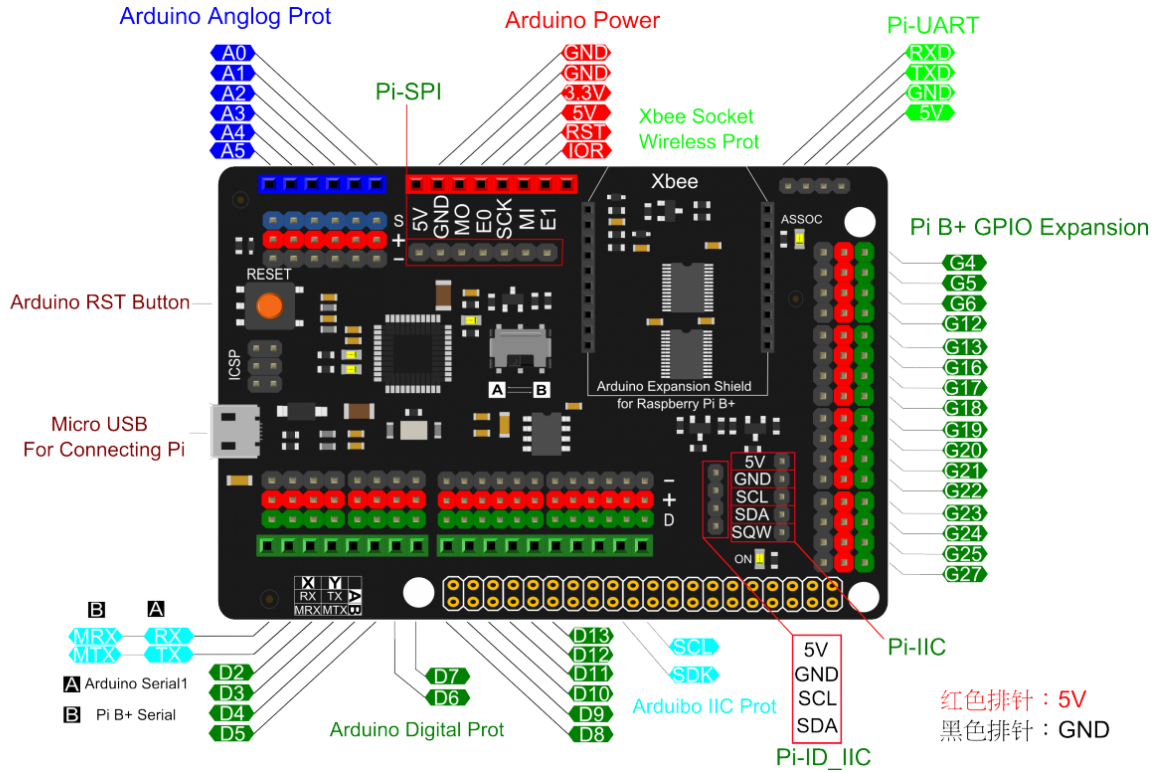 Arduino Anglog Prot
A0
A1
A2
A3
A4
A5
Arduino Power
GND
GND
3.3V
5V
RST
IOR
Pi-UART
RXD
TXD
GND
5V
Pi-SPI
Xbee Socket
Wireless Prot
Xbee
S
+
−
5V
GND
MO
E0
SCK
MI
E1
ASSOC
Pi B+ GPIO Expansion
G4
G5
G6
G12
G13
G16
G17
G18
G19
G20
G21
G22
G23
G24
G25
G27
RESET
Arduino RST Button
ICSP
A B
Arduino Expansion Shield
for Raspberry Pi B+
Micro USB
For Connecting Pi
5V
GND
SCL
SDA
SQW
−
+
D
ON
X Y
RX TX A
MRX MTX B
B A
MRX RX
MTX TX
A Arduino Serial1
B Pi B+ Serial
D2
D3
D4
D5
D7
D6
Arduino Digital Prot
D13
D12
D11
D10
D9
D8
SCL
SDK
Arduibo IIC Prot
5V
GND
SCL
SDA
Pi-ID_IIC
Pi-IIC
红色排针：5V
黑色排针：GND